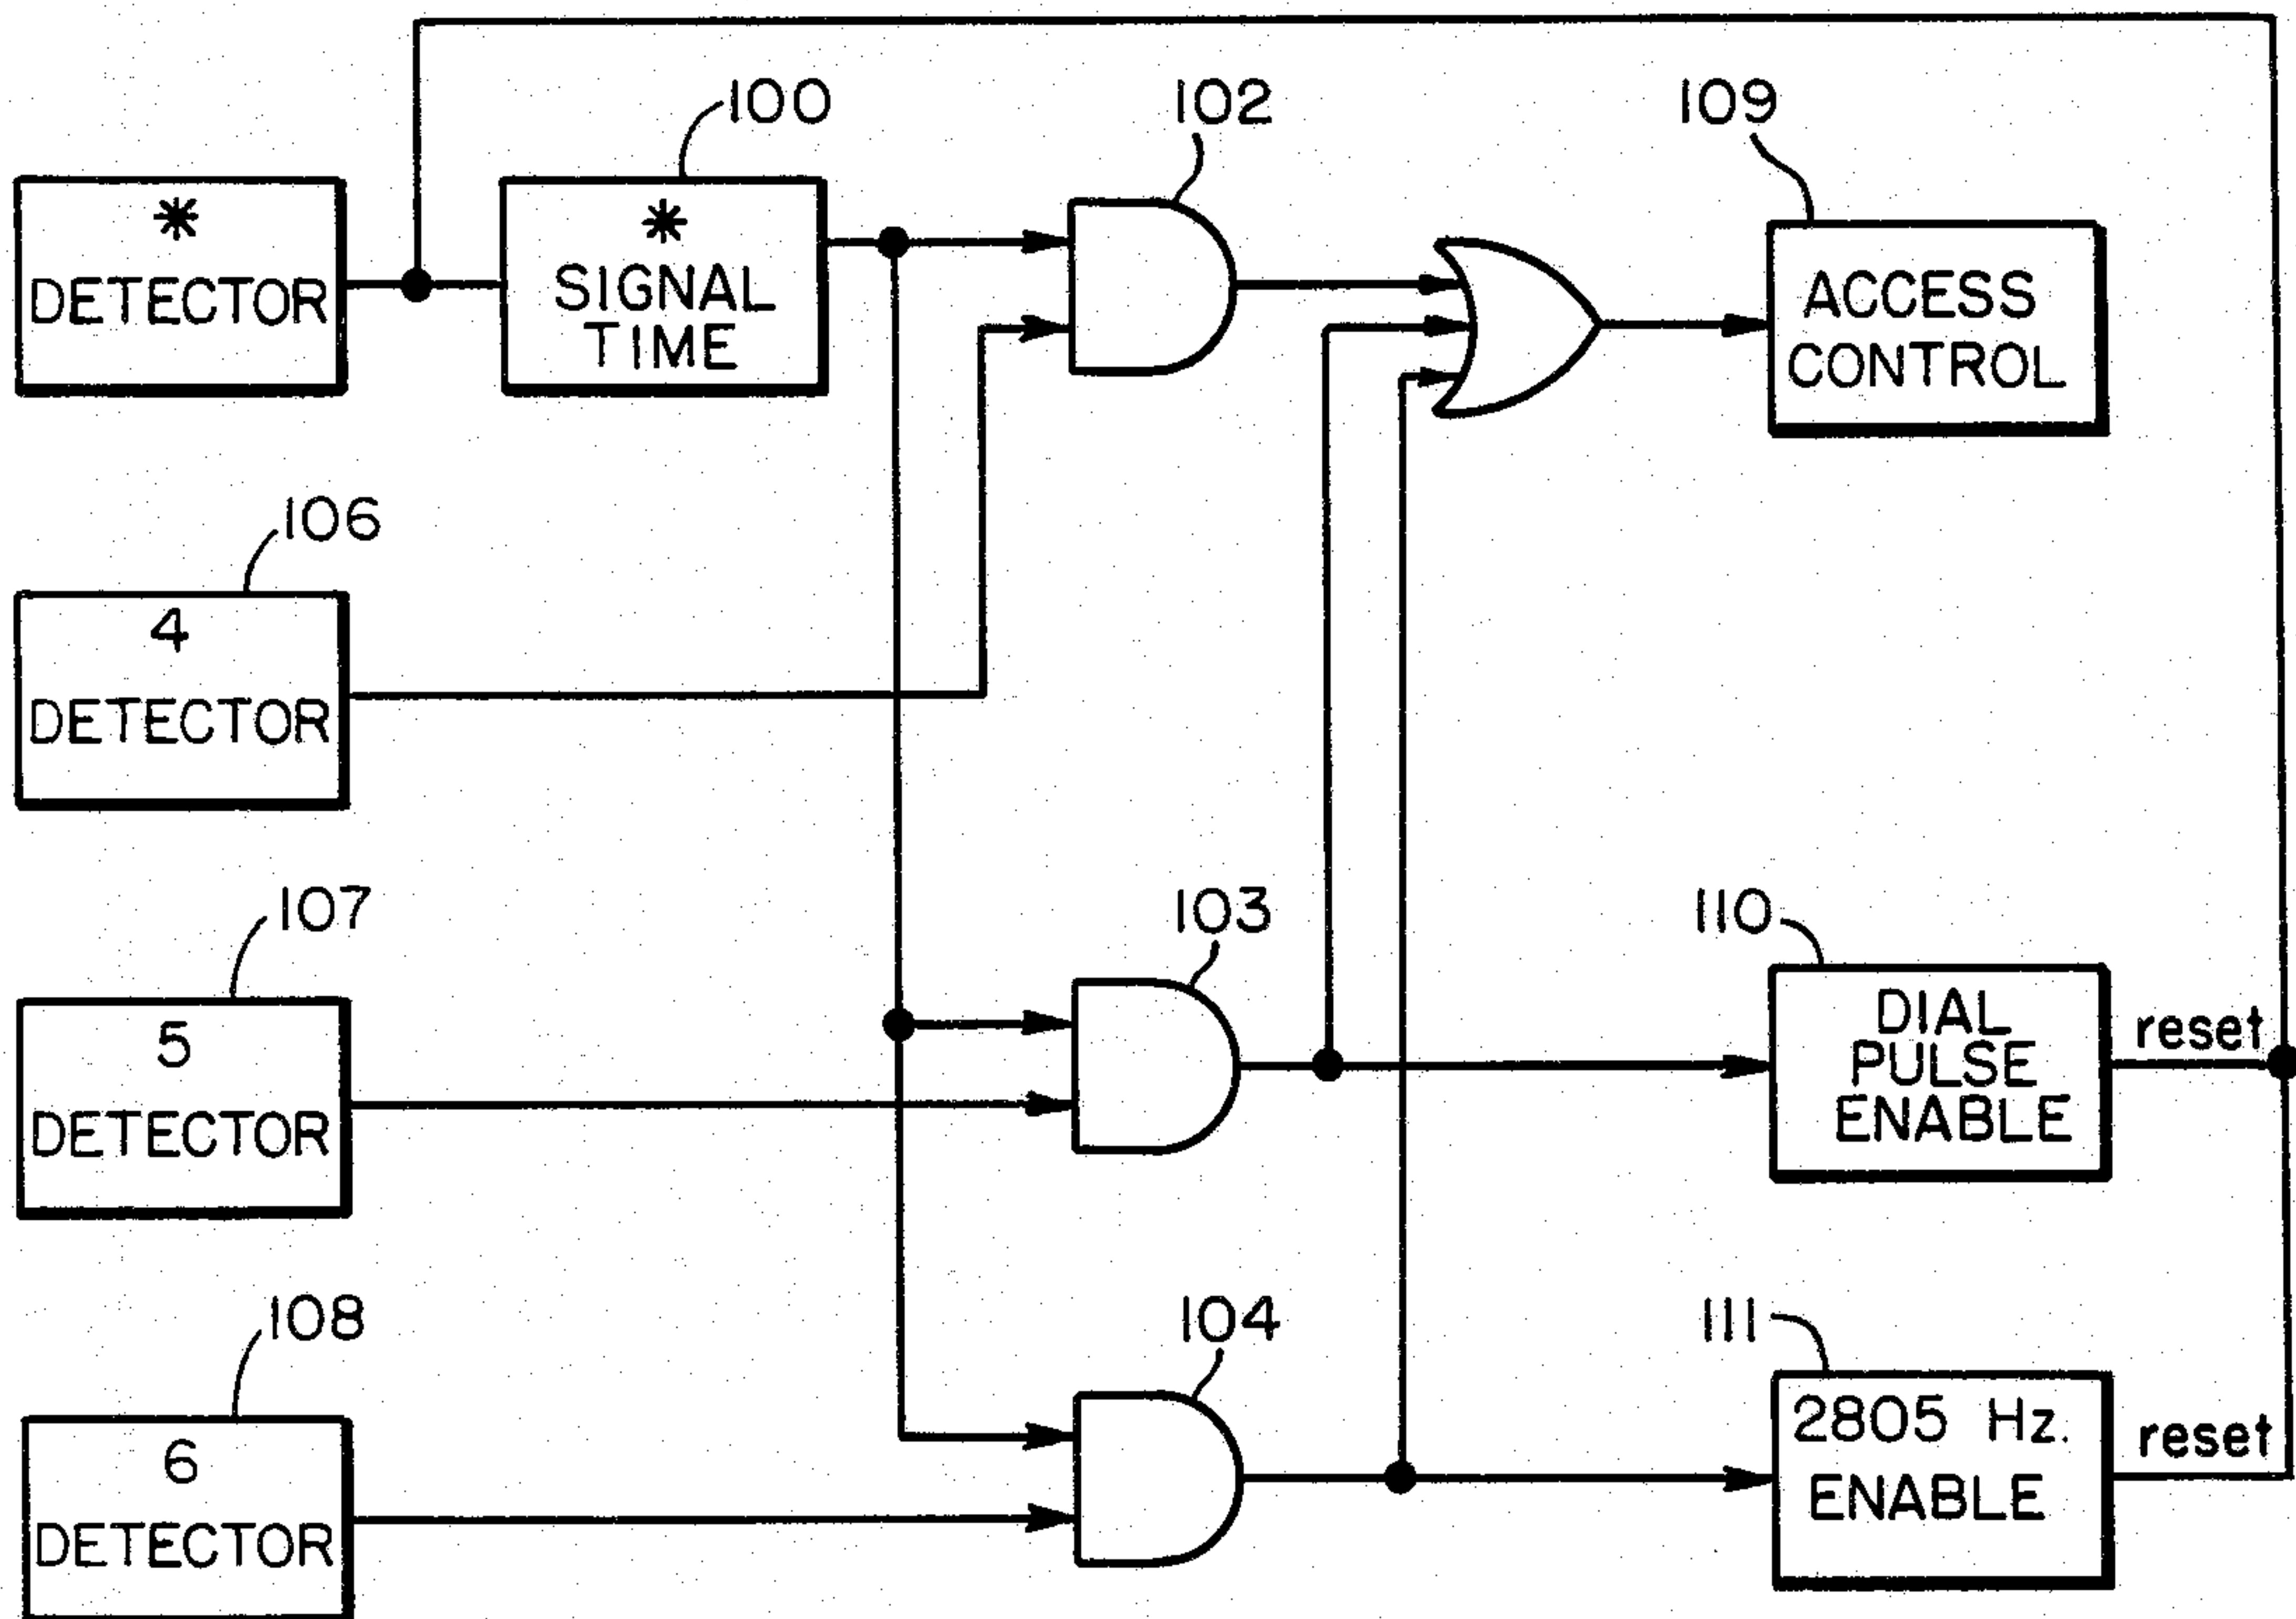 100
102
109
*
DETECTOR
*
SIGNAL
TIME
ACCESS
CONTROL
106
4
DETECTOR
107
103
110
5
DETECTOR
DIAL
PULSE
ENABLE
reset
108
104
111
6
DETECTOR
2805 Hz.
ENABLE
reset